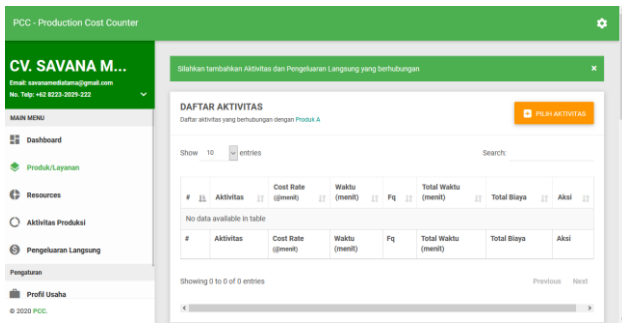 PCC - Production Cost Counter
CV. SAVANA M...
Email: savanamediatama@gmail.com
No. Telp: +62 8223-2029-222
MAIN MENU
Dashboard
Produk/Layanan
Resources
Aktivitas Produksi
Pengeluaran Langsung
Pengaturan
Profil Usaha
© 2020 PCC.
Silahkan tambahkan Aktivitas dan Pengeluaran Langsung yang berhubungan ×
DAFTAR AKTIVITAS
Daftar aktivitas yang berhubungan dengan Produk A
PILIH AKTIVITAS
Show 10 entries Search:
# Aktivitas Cost Rate (@menit) Waktu (menit) Fq Total Waktu (menit) Total Biaya Aksi
No data available in table
# Aktivitas Cost Rate (@menit) Waktu (menit) Fq Total Waktu (menit) Total Biaya Aksi
Showing 0 to 0 of 0 entries Previous Next